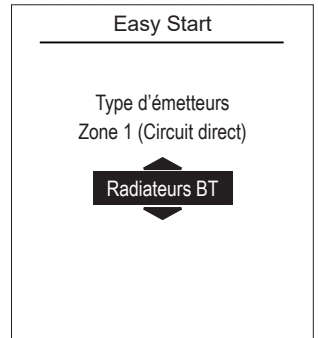 Easy Start
Type d'émetteurs
Zone 1 (Circuit direct)
Radiateurs BT